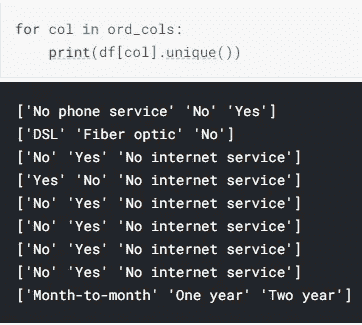 for col in ord_cols:
    print(df[col].unique())
['No phone service' 'No' 'Yes']
['DSL' 'Fiber optic' 'No']
['No' 'Yes' 'No internet service']
['Yes' 'No' 'No internet service']
['No' 'Yes' 'No internet service']
['No' 'Yes' 'No internet service']
['No' 'Yes' 'No internet service']
['No' 'Yes' 'No internet service']
['Month-to-month' 'One year' 'Two year']